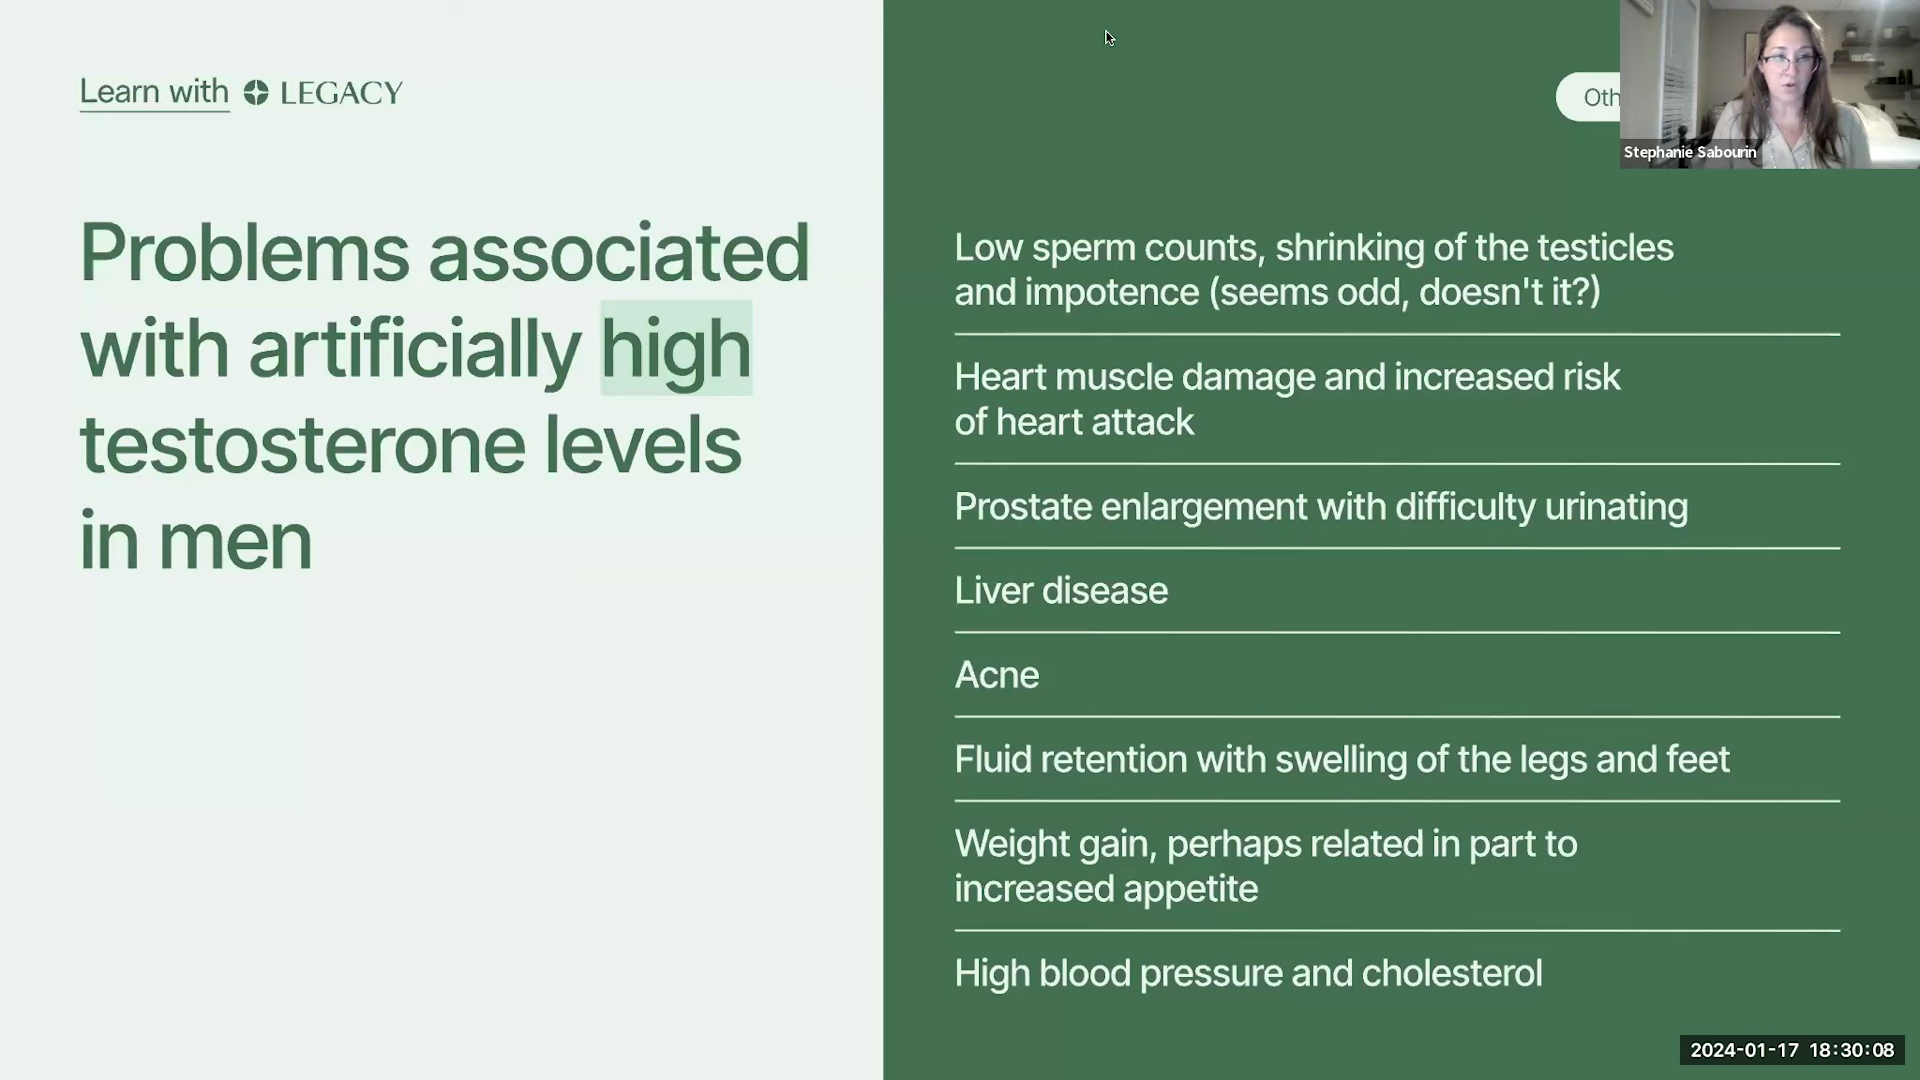 Learn with LEGACY
Oth
Stephanie Sabourin
Problems associated
with artificially high
testosterone levels
in men
Low sperm counts, shrinking of the testicles
and impotence (seems odd, doesn't it?)
Heart muscle damage and increased risk
of heart attack
Prostate enlargement with difficulty urinating
Liver disease
Acne
Fluid retention with swelling of the legs and feet
Weight gain, perhaps related in part to
increased appetite
High blood pressure and cholesterol
2024-01-17 18:30:08